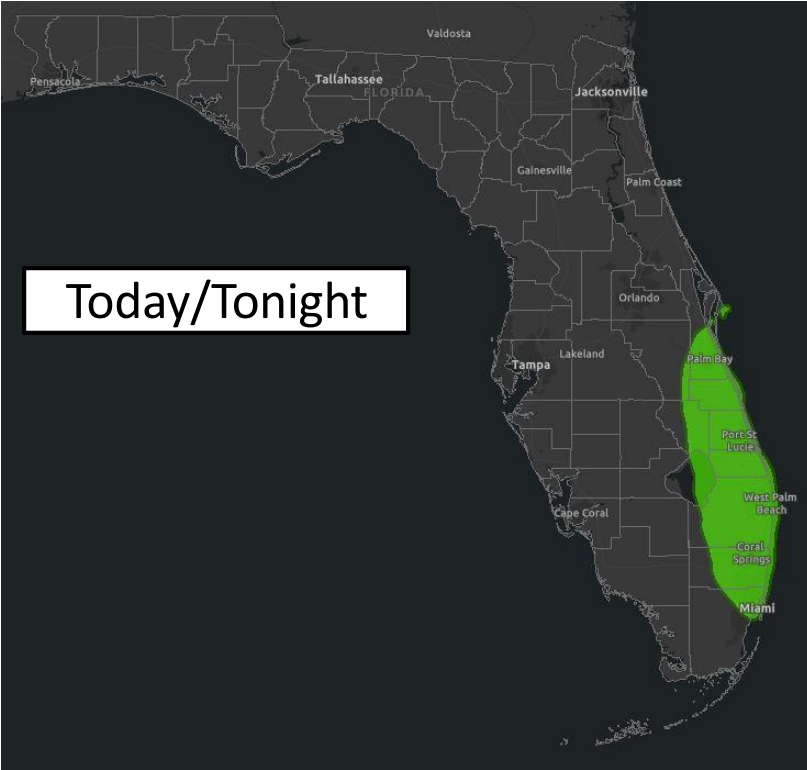 Valdosta
Pensacola
Tallahassee
FLORIDA
Jacksonville
Gainesville
Palm Coast
Today/Tonight
Orlando
Lakeland
Tampa
Palm Bay
Port St
Lucie
West Palm
Beach
Cape Coral
Coral
Springs
Miami